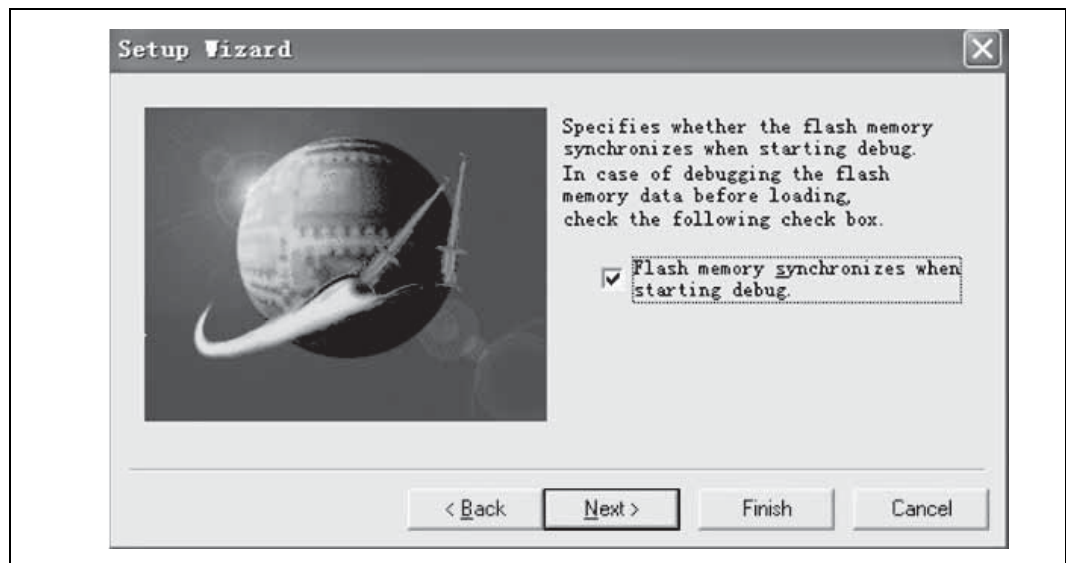 Setup Wizard
Specifies whether the flash memory
synchronizes when starting debug.
In case of debugging the flash
memory data before loading,
check the following check box.
Flash memory synchronizes when
starting debug.
< Back
Next >
Finish
Cancel